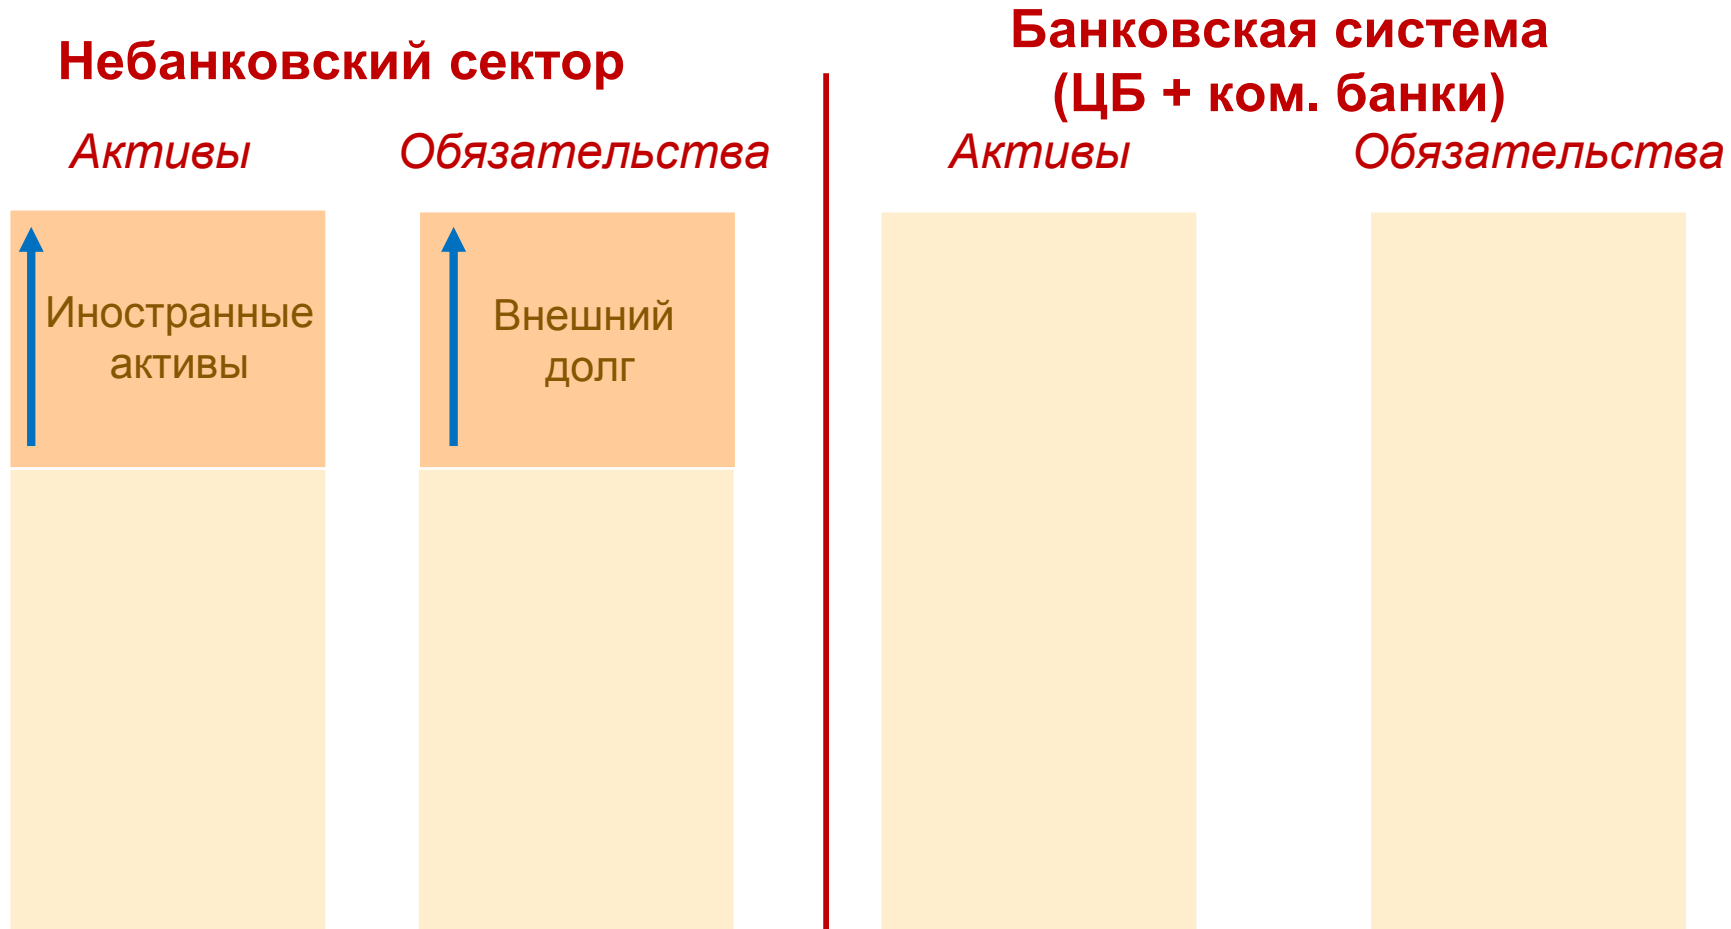 Небанковский сектор
Банковская система
(ЦБ + ком. банки)
Активы
Обязательства
Активы
Обязательства
Иностранные
активы
Внешний
долг